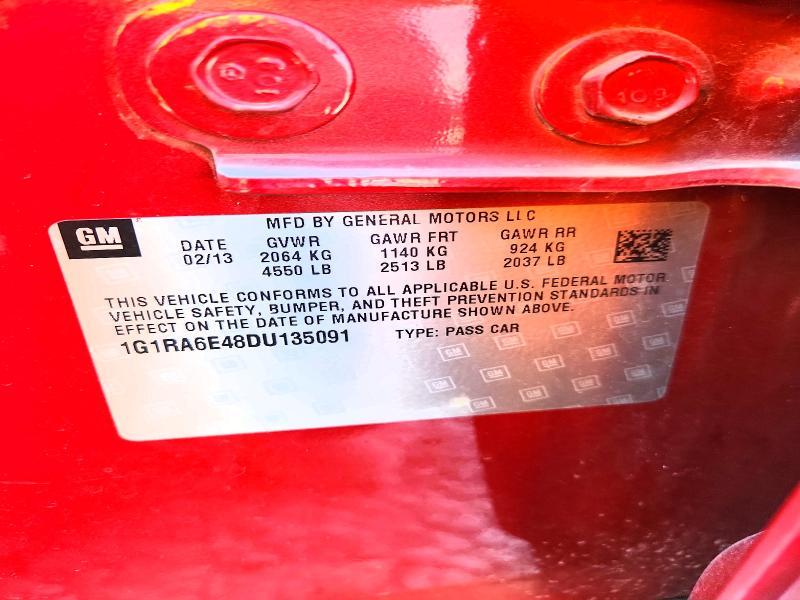 109
MFD BY GENERAL MOTORS LLC
GM
DATE GVWR GAWR FRT GAWR RR
02/13 2064 KG 1140 KG 924 KG
4550 LB 2513 LB 2037 LB
THIS VEHICLE CONFORMS TO ALL APPLICABLE U.S. FEDERAL MOTOR
VEHICLE SAFETY, BUMPER, AND THEFT PREVENTION STANDARDS IN
EFFECT ON THE DATE OF MANUFACTURE SHOWN ABOVE.
1G1RA6E48DU135091 TYPE: PASS CAR